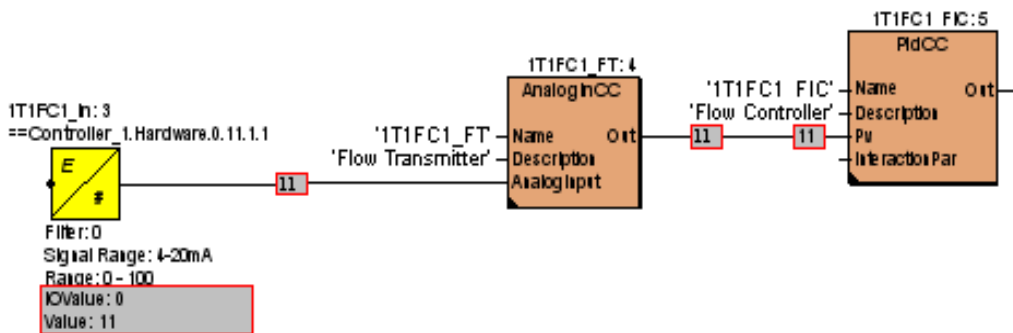 1T1FC1_FIC:5
PidCC
1T1FC1_FT:4
AnalogInCC
'1T1FC1_FIC'
Name
Out
1T1FC1_In:3
'Flow Controller'
Description
==Controller_1.Hardware.0.11.1.1
'1T1FC1_FT'
Name
Out
11
11
Pv
E
'Flow Transmitter'
Description
InteractionPar
#
11
AnalogInput
Filter:0
Signal Range: 4-20mA
Range: 0 - 100
IOValue: 0
Value: 11